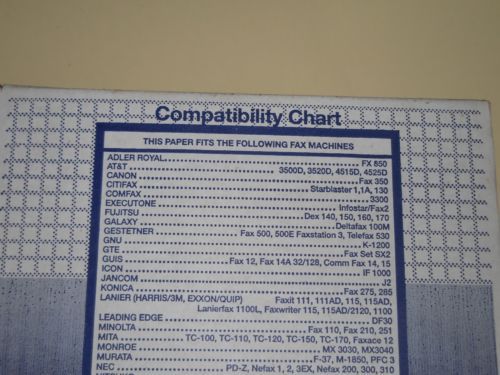 Compatibility Chart
THIS PAPER FITS THE FOLLOWING FAX MACHINES
ADLER ROYAL FX 850
AT&T 3500D, 3520D, 4515D, 4525D
CANON Fax 350
CITIFAX Starblaster 1,1A, 130
COMFAX 3300
EXECUTONE Infostar/Fax2
FUJITSU Dex 140, 150, 160, 170
GALAXY Deltafax 100M
GESTETNER Fax 500, 500E Faxstation 3, Telefax 530
GNU K-1200
GTE Fax Set SX2
GUIS Fax 12, Fax 14A 32/128, Comm Fax 14, 15
ICON IF 1000
JANCOM J2
KONICA Fax 275, 285
LANIER (HARRIS/3M, EXXON/QUIP) Faxit 111, 111AD, 115, 115AD,
Lanierfax 1100L, Faxwriter 115, 115AD/2120, 1100
LEADING EDGE DF30
MINOLTA Fax 110, Fax 210, 251
MITA TC-100, TC-110, TC-120, TC-150, TC-170, Faxace 12
MONROE MX 3030, MX3040
MURATA F-37, M-1850, PFC 3
NEC PD-Z, Nefax 1, 2, 3EX, Nefax 200, 300, 310